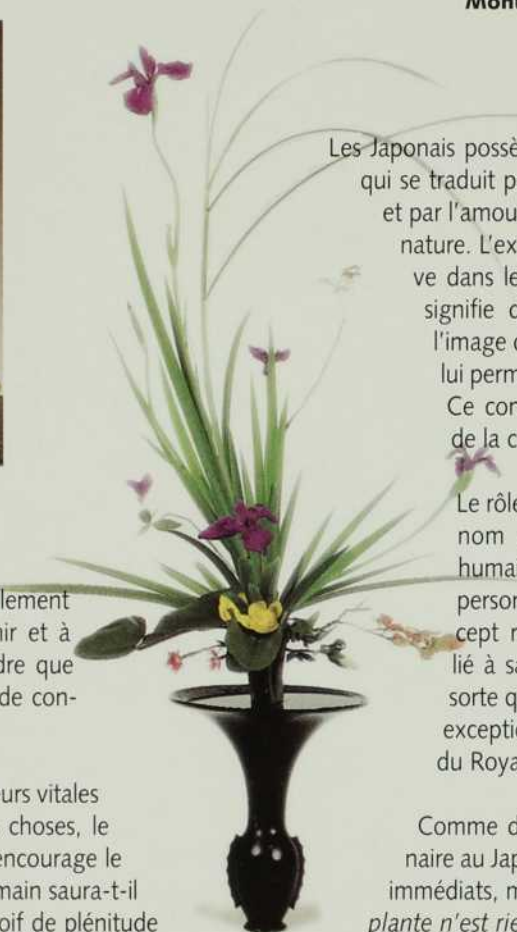 Les Japonais possè
qui se traduit p
et par l'amou
nature. L'ex
ve dans le
signifie
l'image
lui perm
Ce con
de la c
Le rôle
nom
huma
person
cept
lié à sa
sorte q
exceptio
du Roya
Comme d
naire au Jap
immédiats, m
plante n'est rie
lement
nir et à
dre que
de con-
urs vitales
choses, le
encourage le
main saura-t-il
oif de plénitude